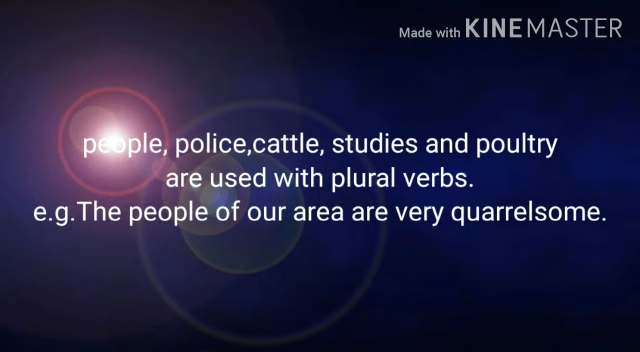 Made with KINEMASTER
people, police,cattle, studies and poultry
are used with plural verbs.
e.g.The people of our area are very quarrelsome.